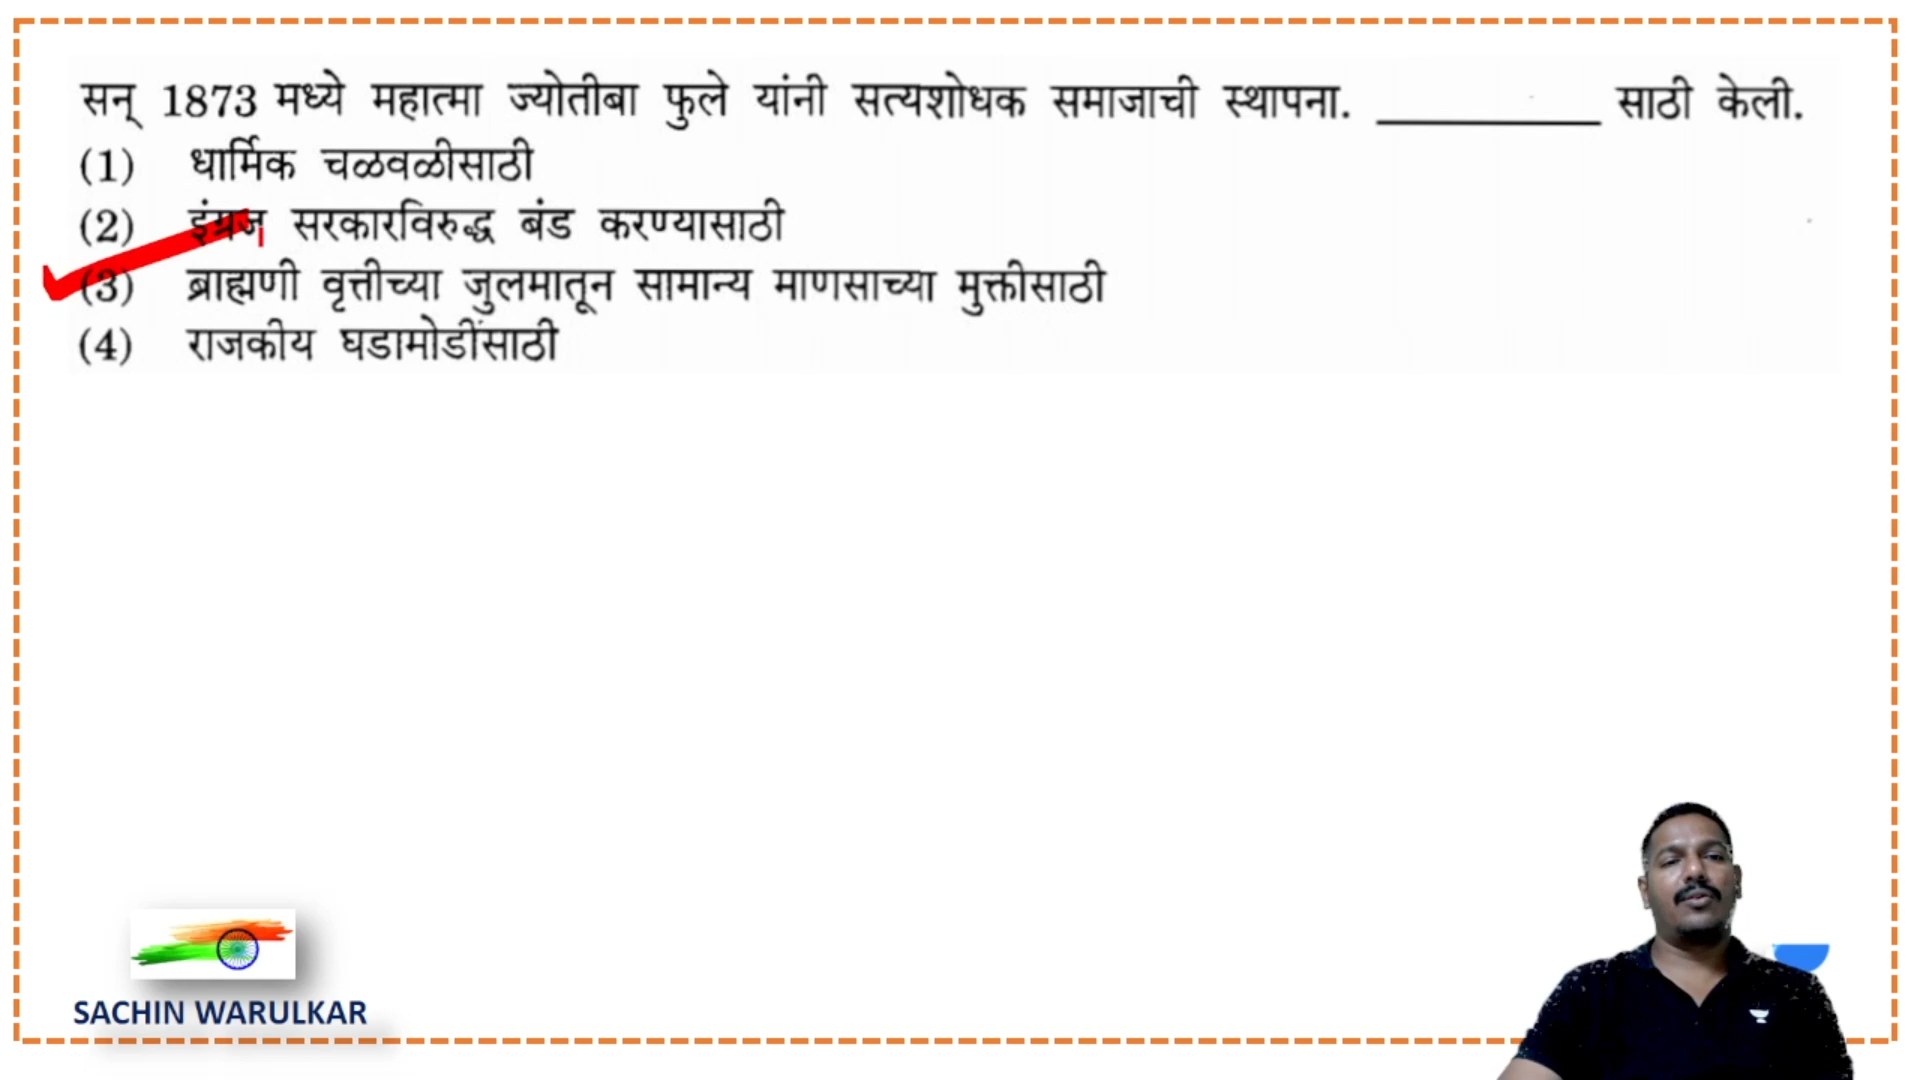 सन् 1873 मध्ये महात्मा ज्योतीबा फुले यांनी सत्यशोधक समाजाची स्थापना. __________ साठी केली.
(1) धार्मिक चळवळीसाठी
(2) इंग्रज सरकारविरुद्ध बंड करण्यासाठी
(3) ब्राह्मणी वृत्तीच्या जुलमातून सामान्य माणसाच्या मुक्तीसाठी
(4) राजकीय घडामोडींसाठी
SACHIN WARULKAR